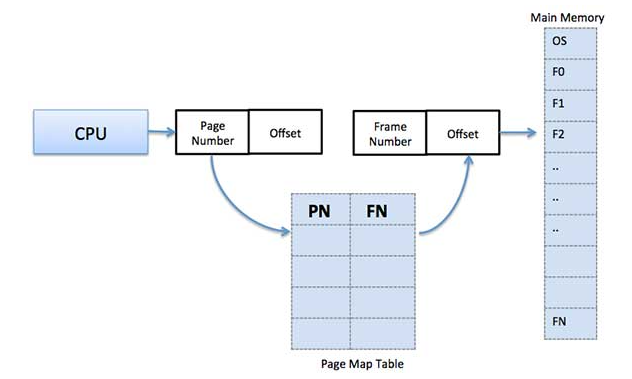 Main Memory
OS
F0
F1
F2
..
..
..
FN
CPU
Page
Number
Offset
Frame
Number
Offset
PN
FN
Page Map Table